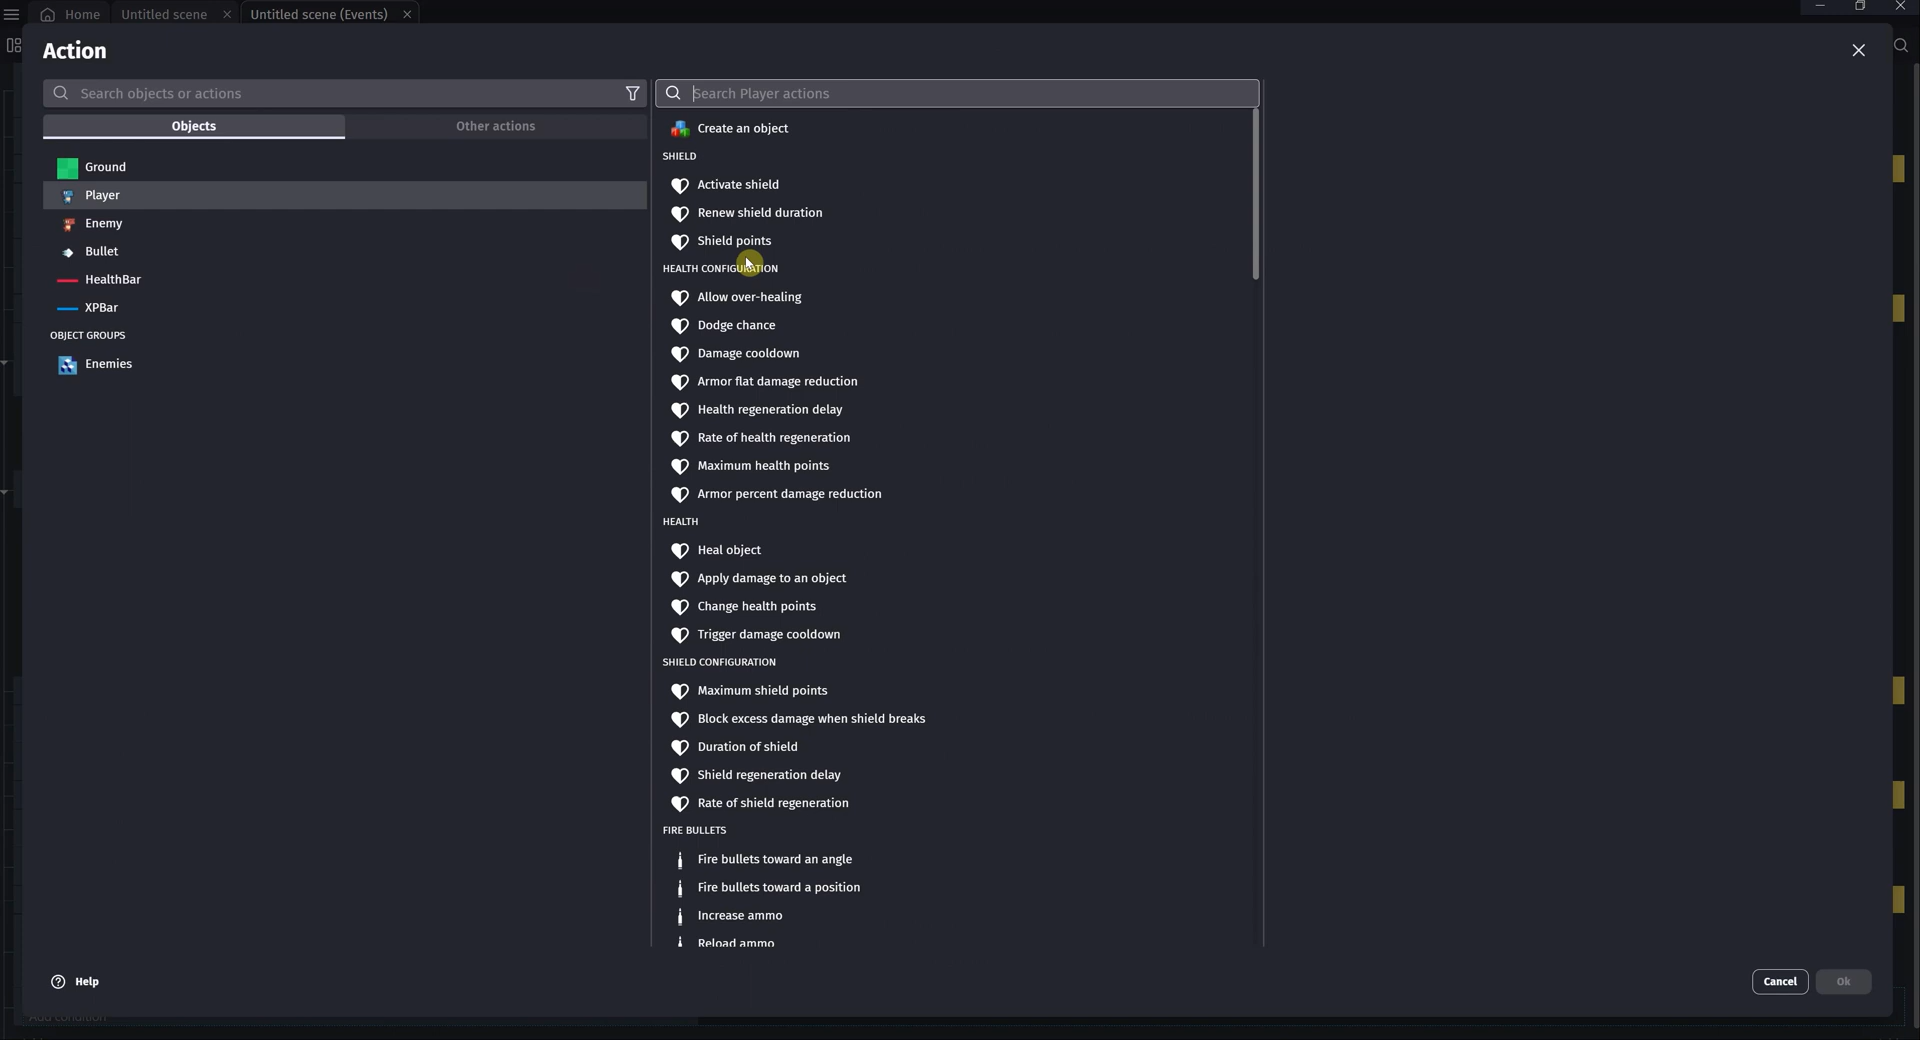 Home
Untitled scene
Untitled scene (Events)
Action
Search objects or actions
Objects
Other actions
Ground
Player
Enemy
Bullet
HealthBar
XPBar
OBJECT GROUPS
Enemies
Search Player actions
Create an object
SHIELD
Activate shield
Renew shield duration
Shield points
HEALTH CONFIGURATION
Allow over-healing
Dodge chance
Damage cooldown
Armor flat damage reduction
Health regeneration delay
Rate of health regeneration
Maximum health points
Armor percent damage reduction
HEALTH
Heal object
Apply damage to an object
Change health points
Trigger damage cooldown
SHIELD CONFIGURATION
Maximum shield points
Block excess damage when shield breaks
Duration of shield
Shield regeneration delay
Rate of shield regeneration
FIRE BULLETS
Fire bullets toward an angle
Fire bullets toward a position
Increase ammo
Reload ammo
Help
Cancel
Ok
Add condition